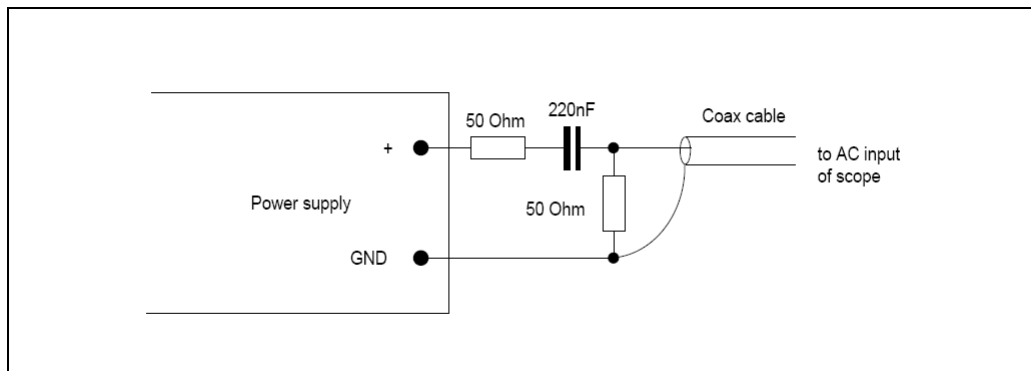 220nF
50 Ohm
Coax cable
+
to AC input
of scope
Power supply
50 Ohm
GND